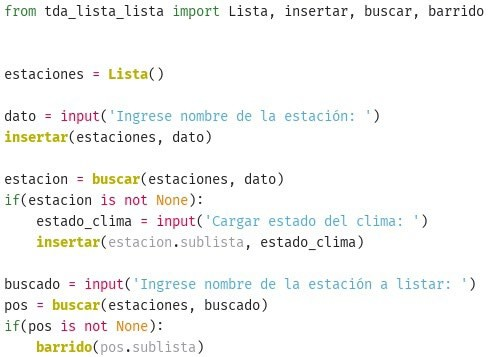 from tda_lista_lista import Lista, insertar, buscar, barrido
estaciones = Lista()
dato = input('Ingrese nombre de la estación: ')
insertar(estaciones, dato)
estacion = buscar(estaciones, dato)
if(estacion is not None):
    estado_clima = input('Cargar estado del clima: ')
    insertar(estacion.sublista, estado_clima)
buscado = input('Ingrese nombre de la estación a listar: ')
pos = buscar(estaciones, buscado)
if(pos is not None):
    barrido(pos.sublista)